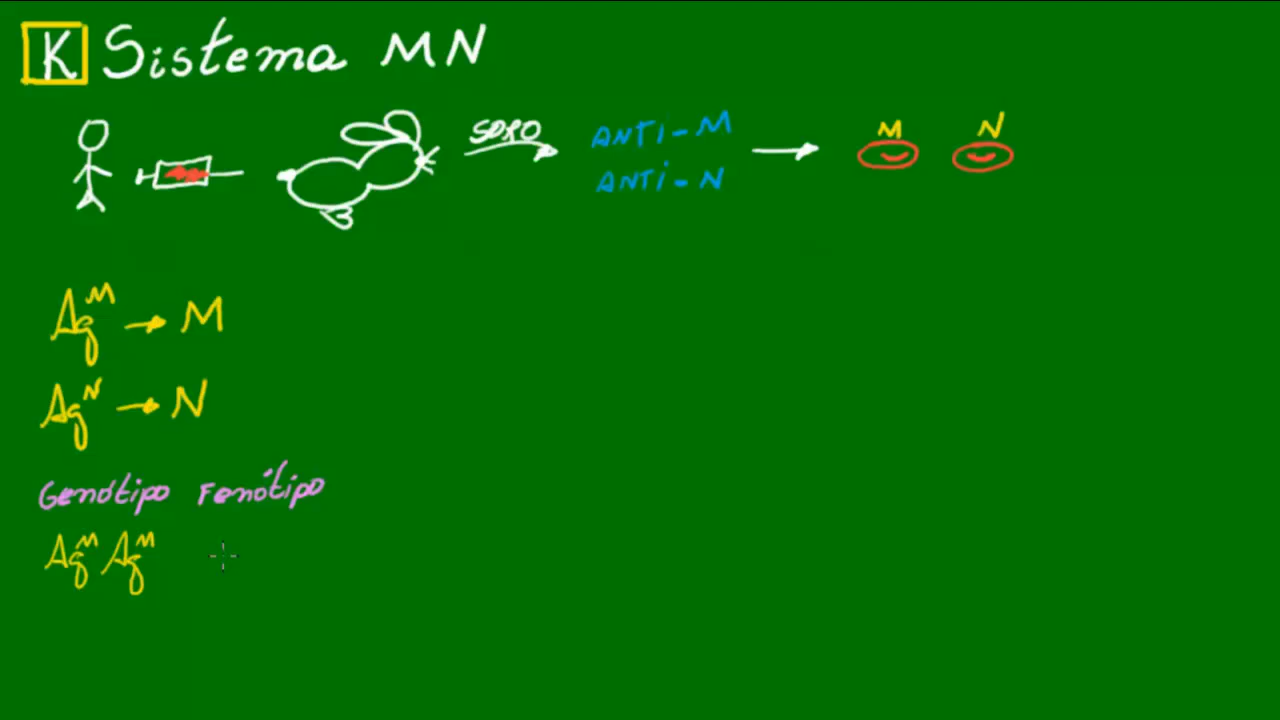 K Sistema MN
SORO ANTI-M M N
ANTI-N
Ag^M → M
Ag^N → N
Genótipo Fenótipo
Ag^M Ag^M